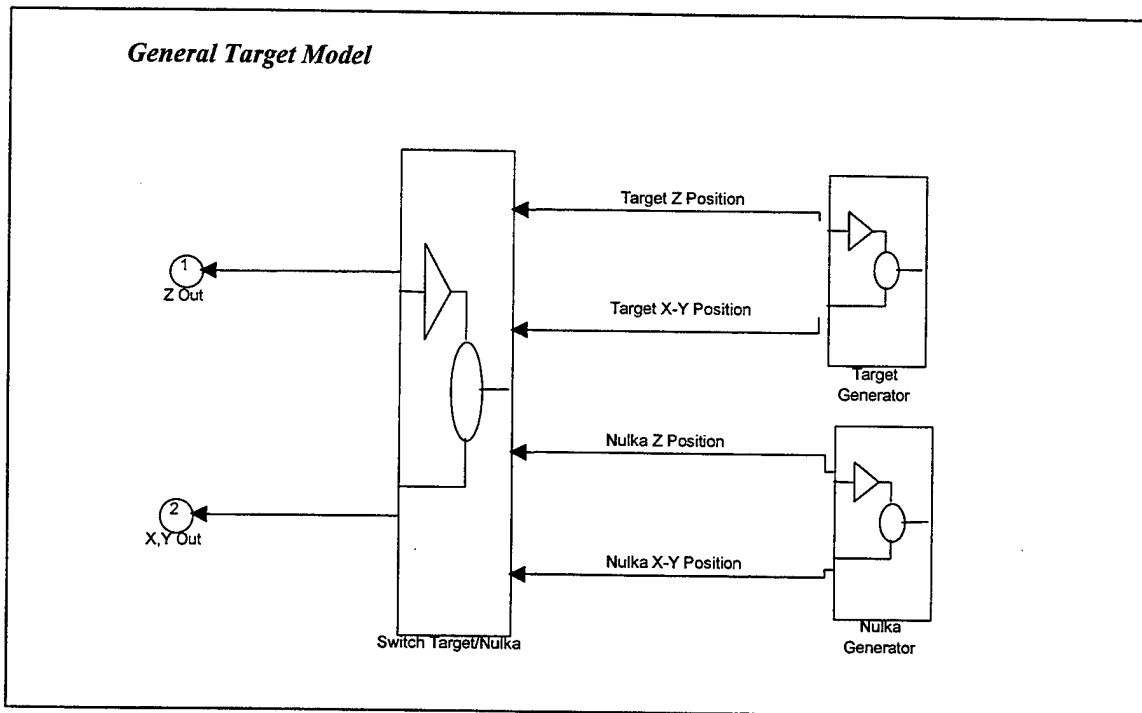 General Target Model
Target Z Position
1
Z Out
Target X-Y Position
Target
Generator
Nulka Z Position
2
X,Y Out
Nulka X-Y Position
Switch Target/Nulka
Nulka
Generator